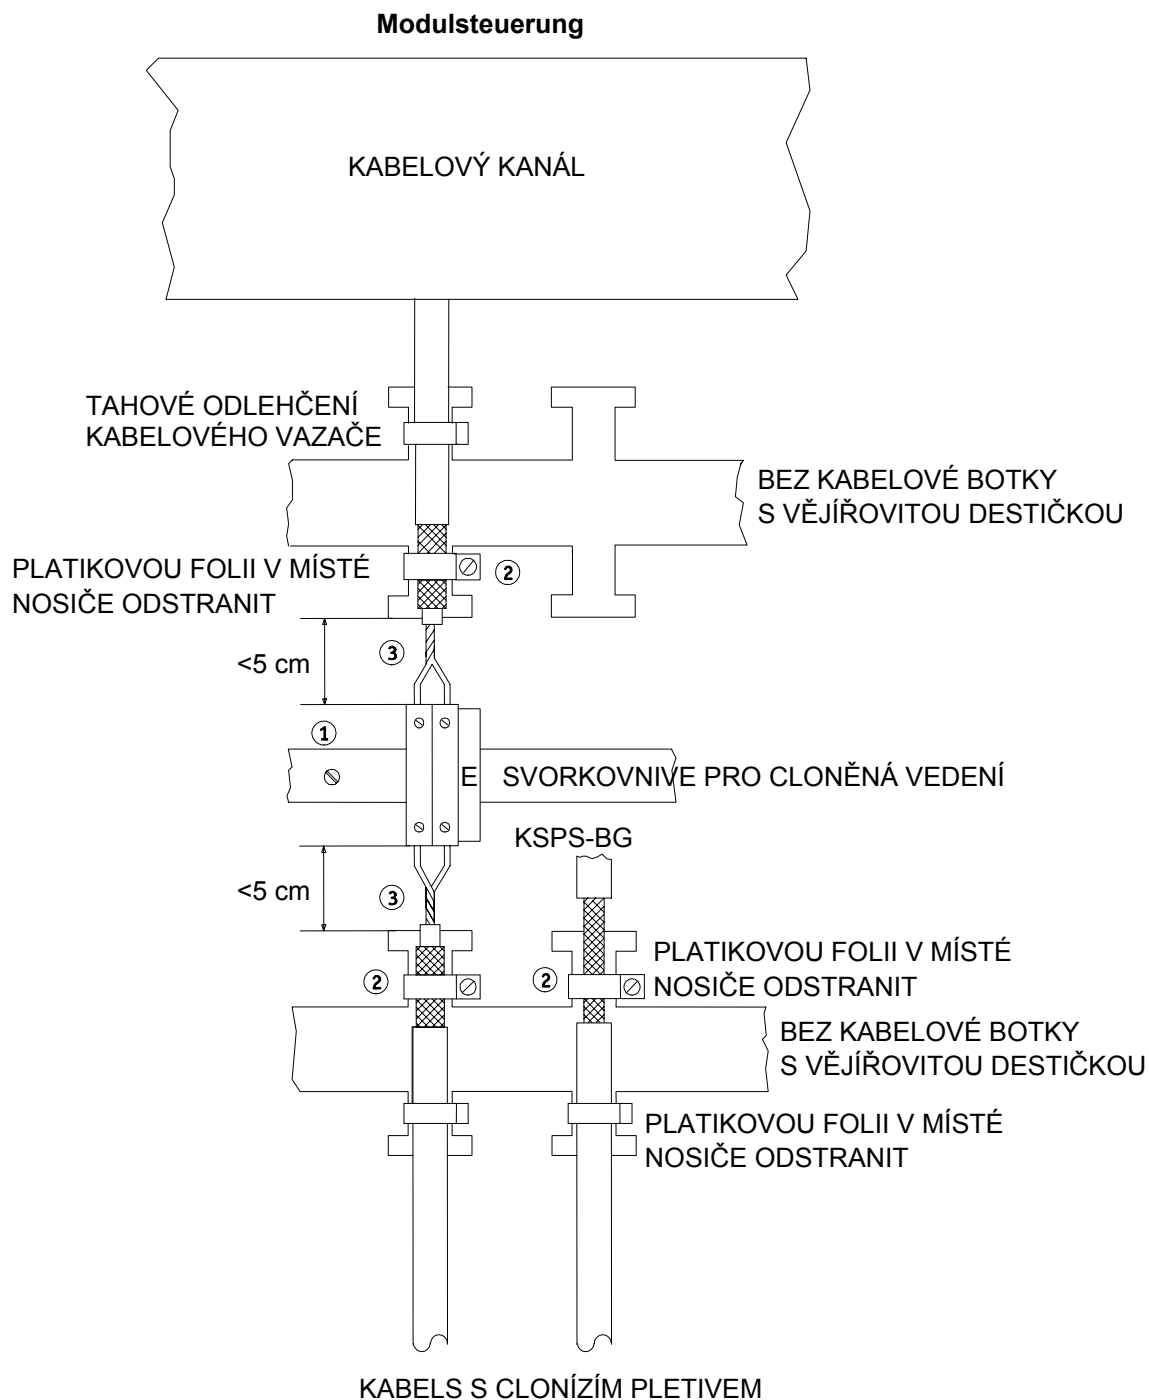 Modulsteuerung
KABELOVÝ KANÁL
TAHOVÉ ODLEHČENÍ
KABELOVÉHO VAZAČE
BEZ KABELOVÉ BOTKY
S VĚJÍŘOVITOU DESTIČKOU
PLATIKOVOU FOLII V MÍSTÉ
NOSIČE ODSTRANIT
2
3
<5 cm
1
E SVORKOVNIVE PRO CLONĚNÁ VEDENÍ
KSPS-BG
<5 cm
3
2
2
PLATIKOVOU FOLII V MÍSTÉ
NOSIČE ODSTRANIT
BEZ KABELOVÉ BOTKY
S VĚJÍŘOVITOU DESTIČKOU
PLATIKOVOU FOLII V MÍSTÉ
NOSIČE ODSTRANIT
KABELS S CLONÍZÍM PLETIVEM